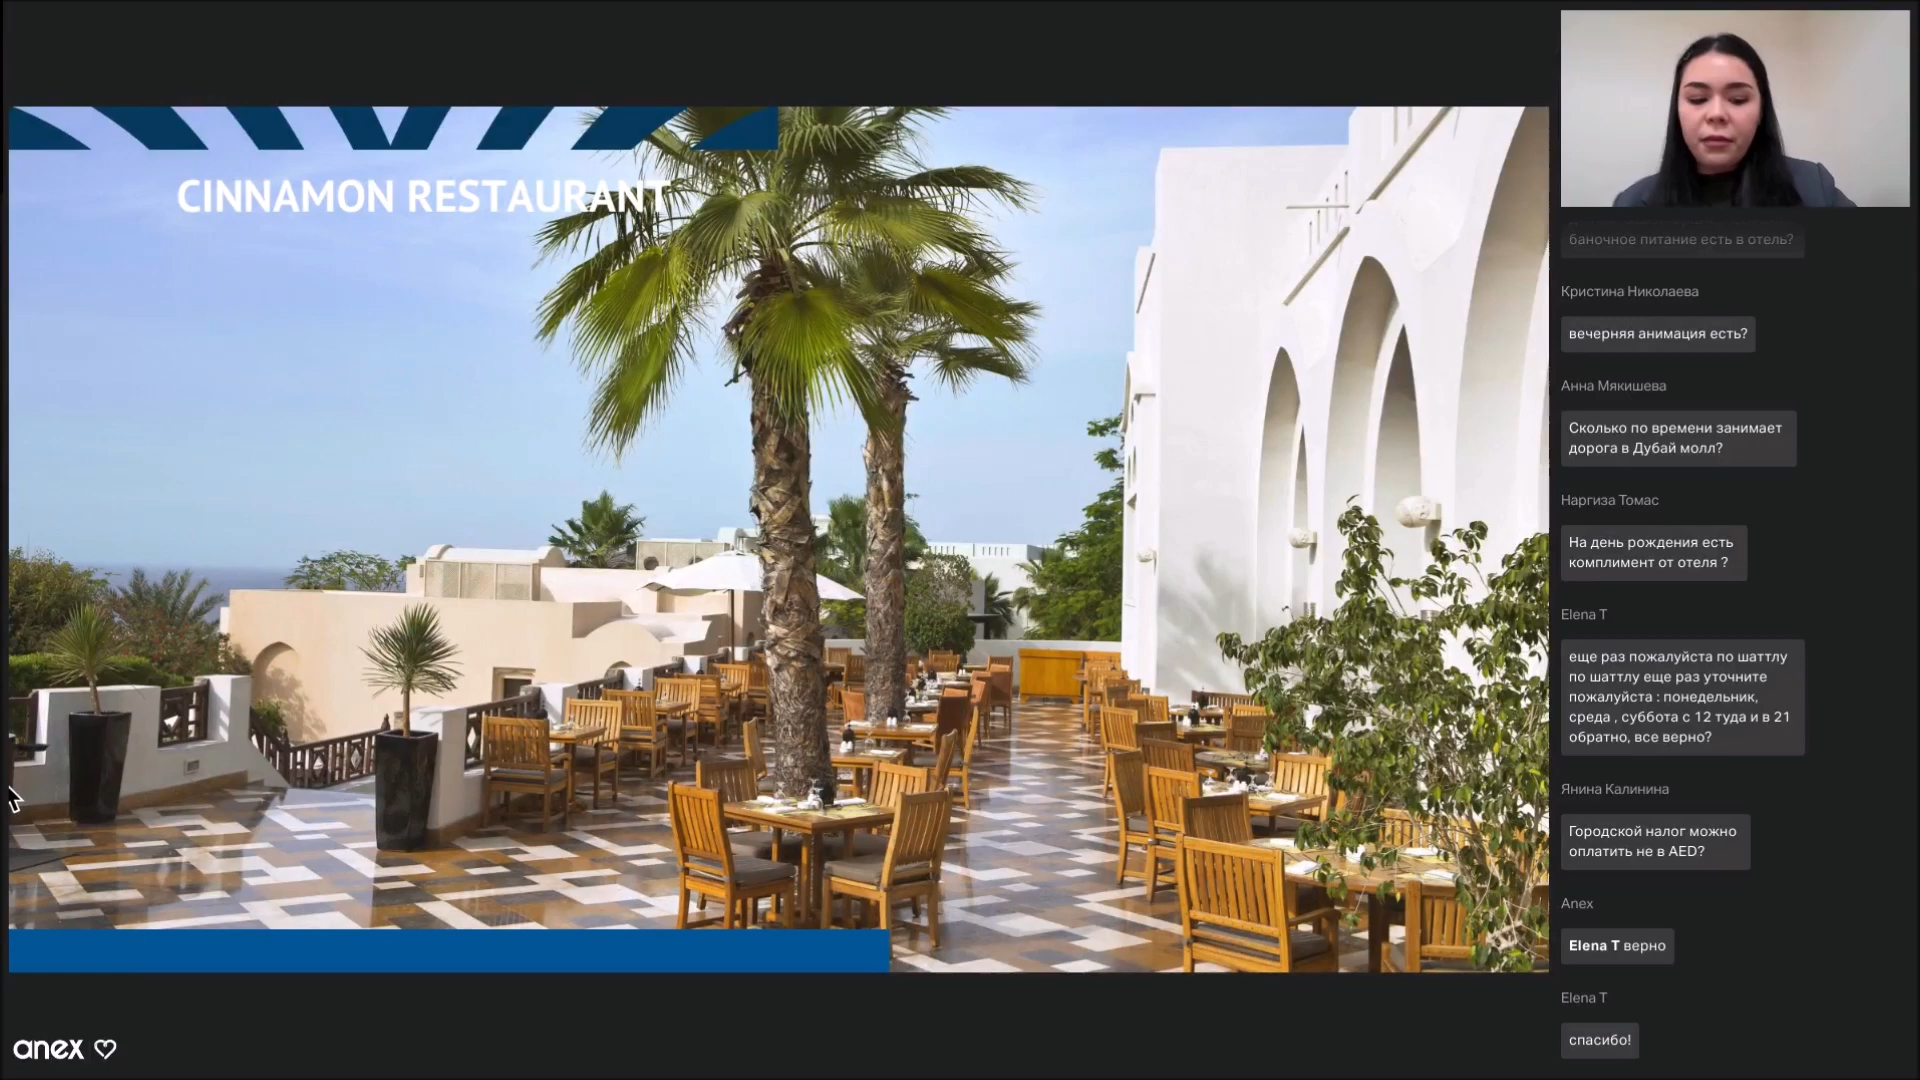 CINNAMON RESTAURANT
баночное питание есть в отель?
Кристина Николаева
вечерняя анимация есть?
Анна Мякишева
Сколько по времени занимает
дорога в Дубай молл?
Наргиза Томас
На день рождения есть
комплимент от отеля ?
Elena T
еще раз пожалуйста по шаттлу
по шаттлу еще раз уточните
пожалуйста : понедельник,
среда , суббота с 12 туда и в 21
обратно, все верно?
Янина Калинина
Городской налог можно
оплатить не в AED?
Anex
Elena T верно
Elena T
спасибо!
anex